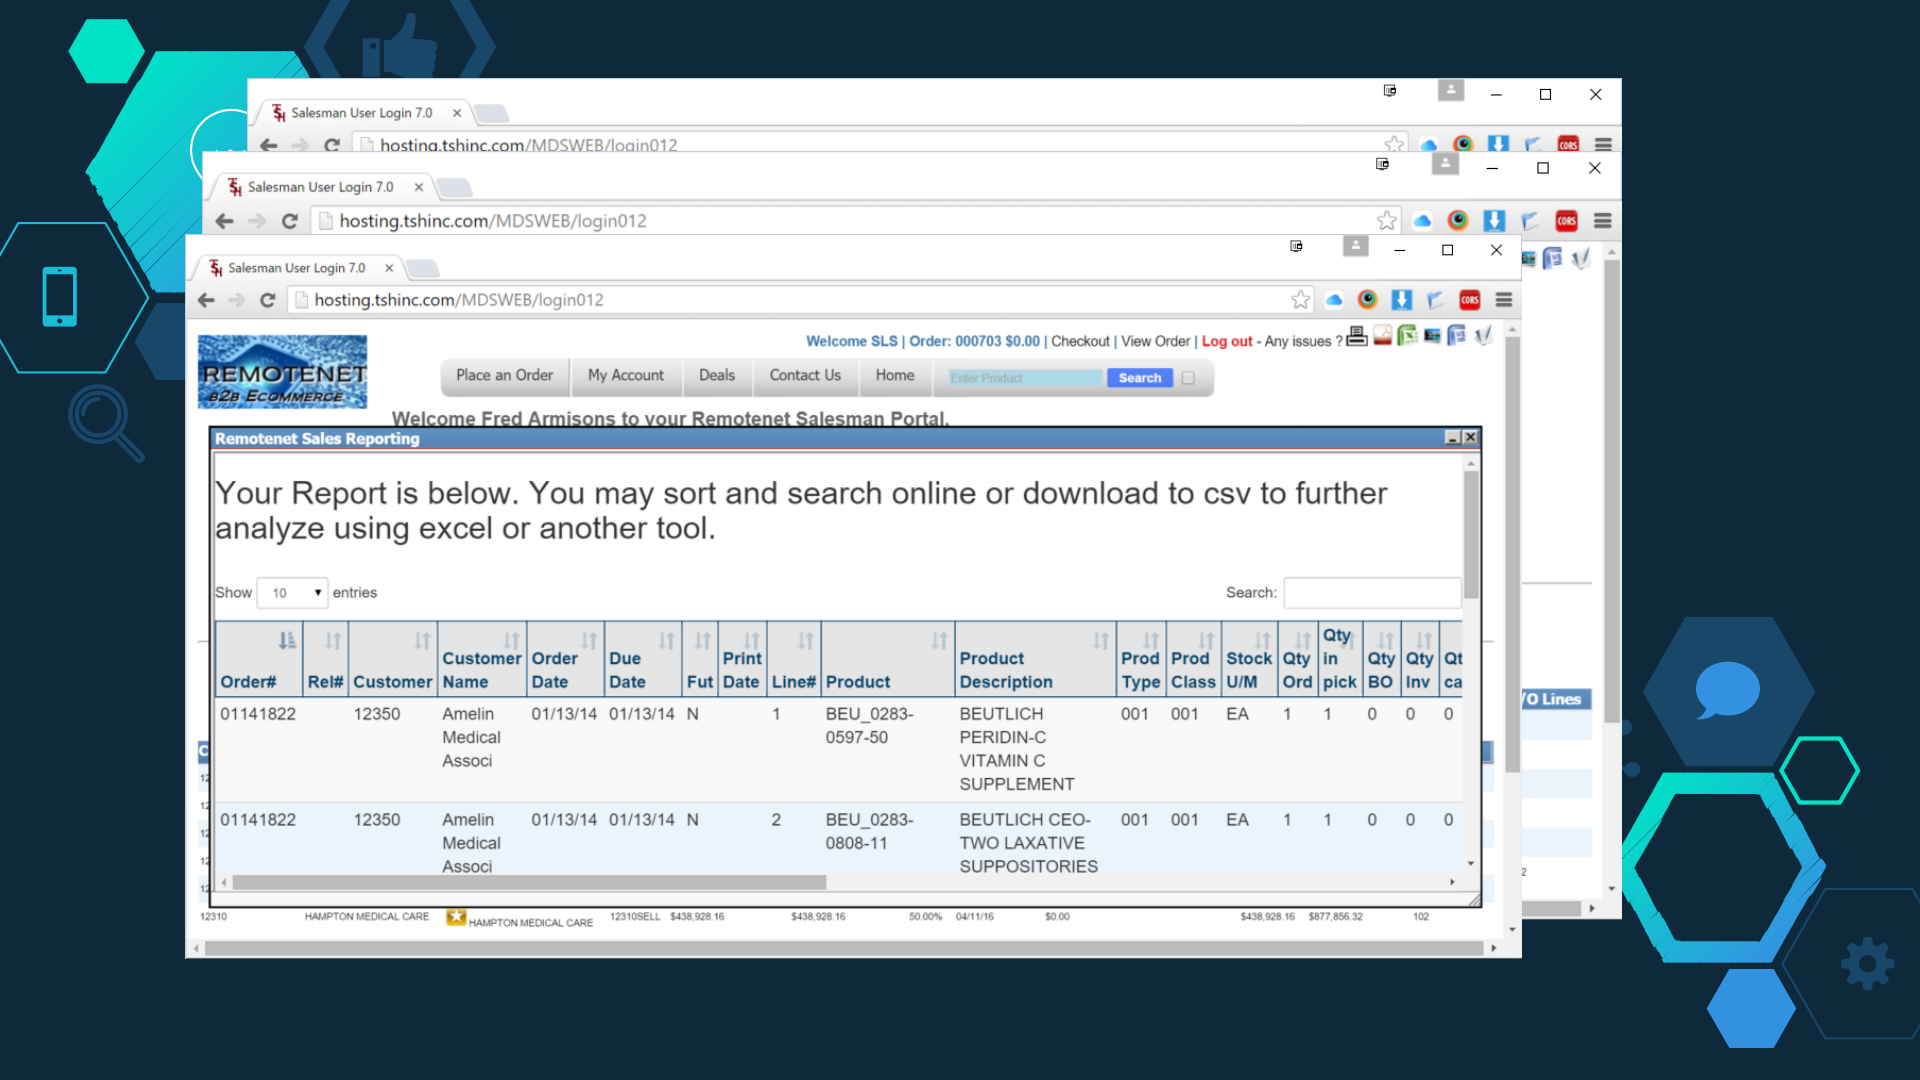 Salesman User Login 7.0
hosting.tshinc.com/MDSWEB/login012
CORS
Salesman User Login 7.0
hosting.tshinc.com/MDSWEB/login012
CORS
Salesman User Login 7.0
hosting.tshinc.com/MDSWEB/login012
CORS
Welcome SLS | Order: 000703 $0.00 | Checkout | View Order | Log out - Any issues ?
REMOTENET
B2B ECOMMERCE
Place an Order My Account Deals Contact Us Home Enter Product Search
Welcome Fred Armisons to your Remotenet Salesman Portal.
Remotenet Sales Reporting
Your Report is below. You may sort and search online or download to csv to further
analyze using excel or another tool.
Show 10 entries Search:
Order# Rel# Customer Customer Name Order Date Due Date Fut Print Date Line# Product Product Description Prod Type Prod Class Stock U/M Qty Ord Qty in pick Qty BO Qty Inv Qt ca
01141822 12350 Amelin 01/13/14 01/13/14 N 1 BEU_0283- BEUTLICH 001 001 EA 1 1 0 0 0
Medical 0597-50 PERIDIN-C
Associ VITAMIN C
SUPPLEMENT
01141822 12350 Amelin 01/13/14 01/13/14 N 2 BEU_0283- BEUTLICH CEO- 001 001 EA 1 1 0 0 0
Medical 0808-11 TWO LAXATIVE
Associ SUPPOSITORIES
12310 HAMPTON MEDICAL CARE HAMPTON MEDICAL CARE 12310SELL $438,928.16 $438,928.16 50.00% 04/11/16 $0.00 $438,928.16 $877,856.32 102
/O Lines